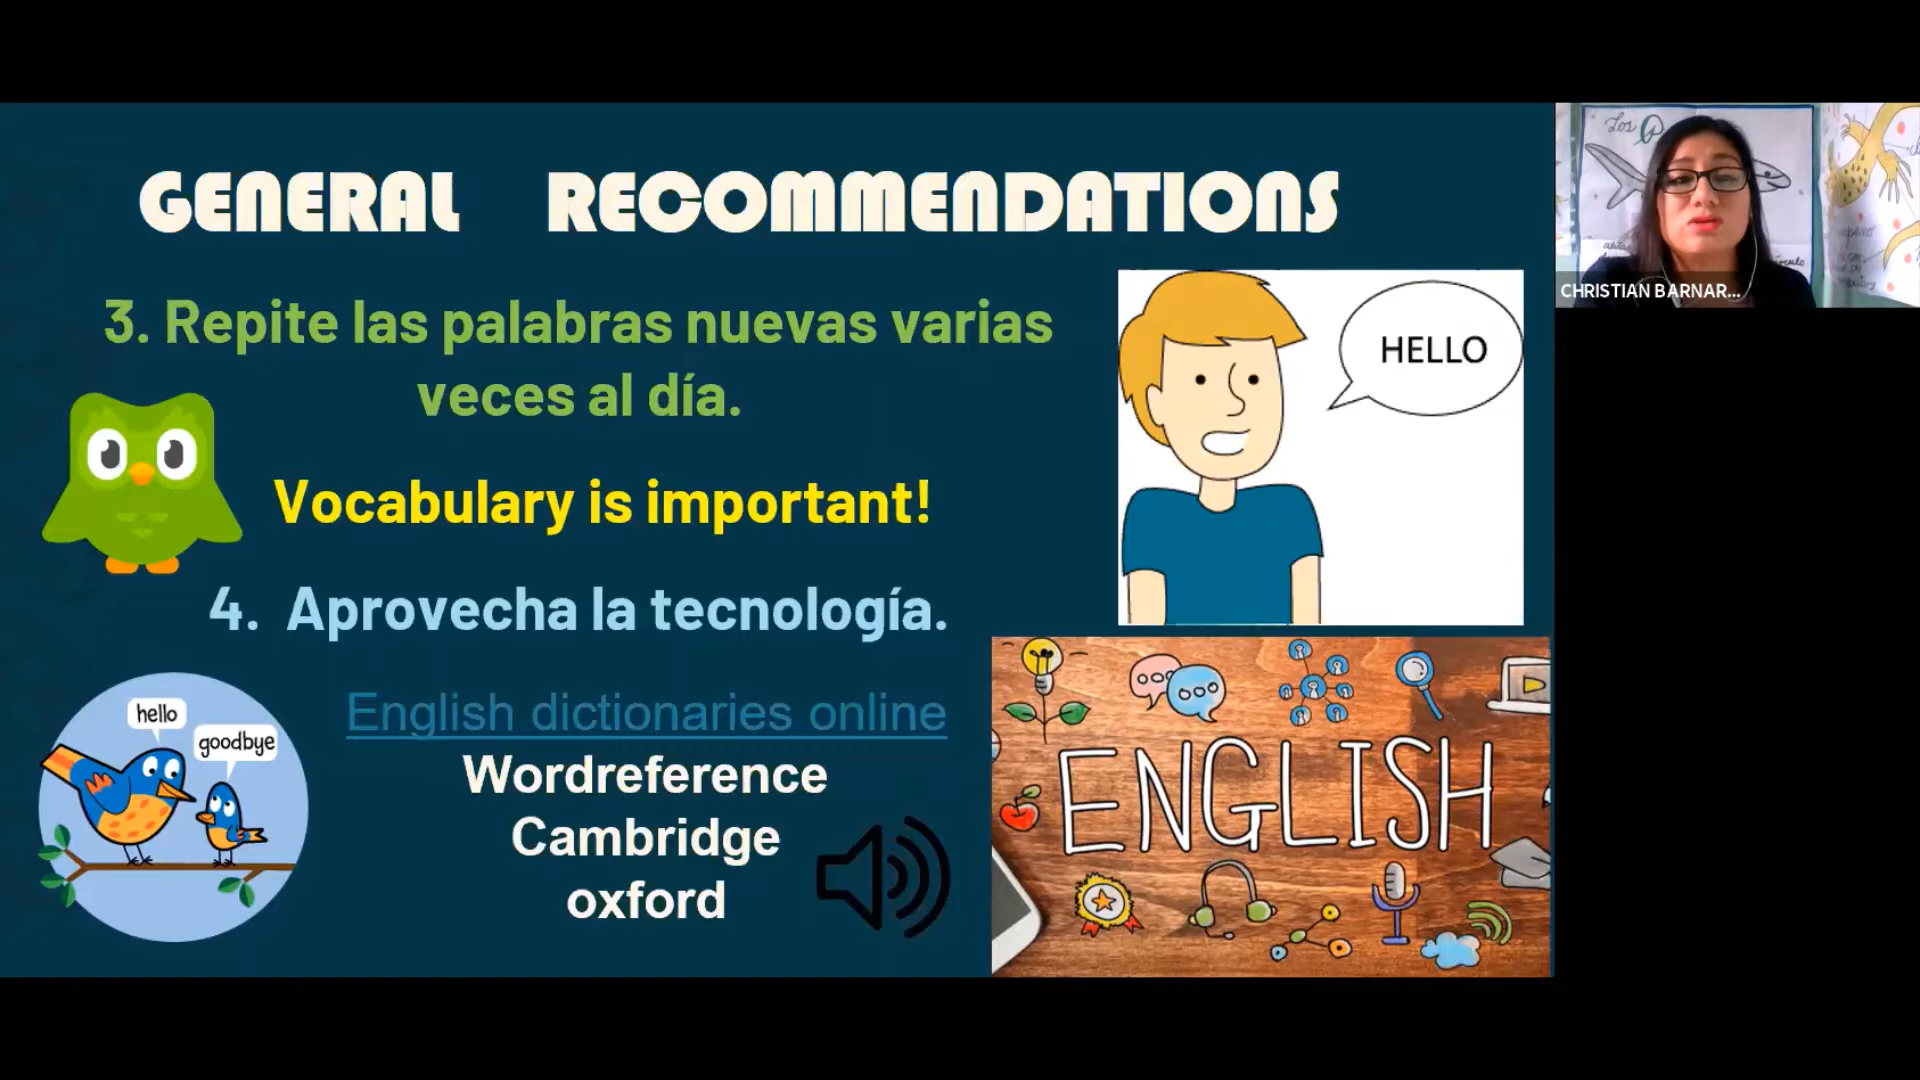 GENERAL RECOMMENDATIONS
3. Repite las palabras nuevas varias
veces al día.
Vocabulary is important!
4. Aprovecha la tecnología.
English dictionaries online
Wordreference
Cambridge
oxford
hello
goodbye
HELLO
ENGLISH
Los
CHRISTIAN BARNAR...